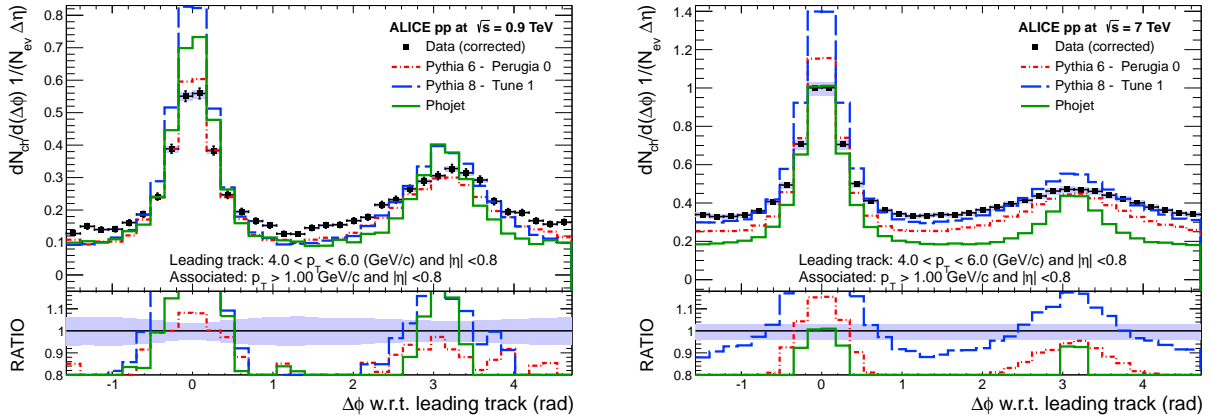 dN_ch/d(Δϕ) 1/(N_ev Δη)
0.8
0.7
0.6
0.5
0.4
0.3
0.2
0.1
0
ALICE pp at √s = 0.9 TeV
Data (corrected)
Pythia 6 - Perugia 0
Pythia 8 - Tune 1
Phojet
Leading track: 4.0 < p_T < 6.0 (GeV/c) and |η| <0.8
Associated: p_T > 1.00 GeV/c and |η| <0.8
RATIO
1.1
1
0.9
0.8
-1 0 1 2 3 4
Δϕ w.r.t. leading track (rad)
dN_ch/d(Δϕ) 1/(N_ev Δη)
1.4
1.2
1
0.8
0.6
0.4
0.2
0
ALICE pp at √s = 7 TeV
Data (corrected)
Pythia 6 - Perugia 0
Pythia 8 - Tune 1
Phojet
Leading track: 4.0 < p_T < 6.0 (GeV/c) and |η| <0.8
Associated: p_T > 1.00 GeV/c and |η| <0.8
RATIO
1.1
1
0.9
0.8
-1 0 1 2 3 4
Δϕ w.r.t. leading track (rad)